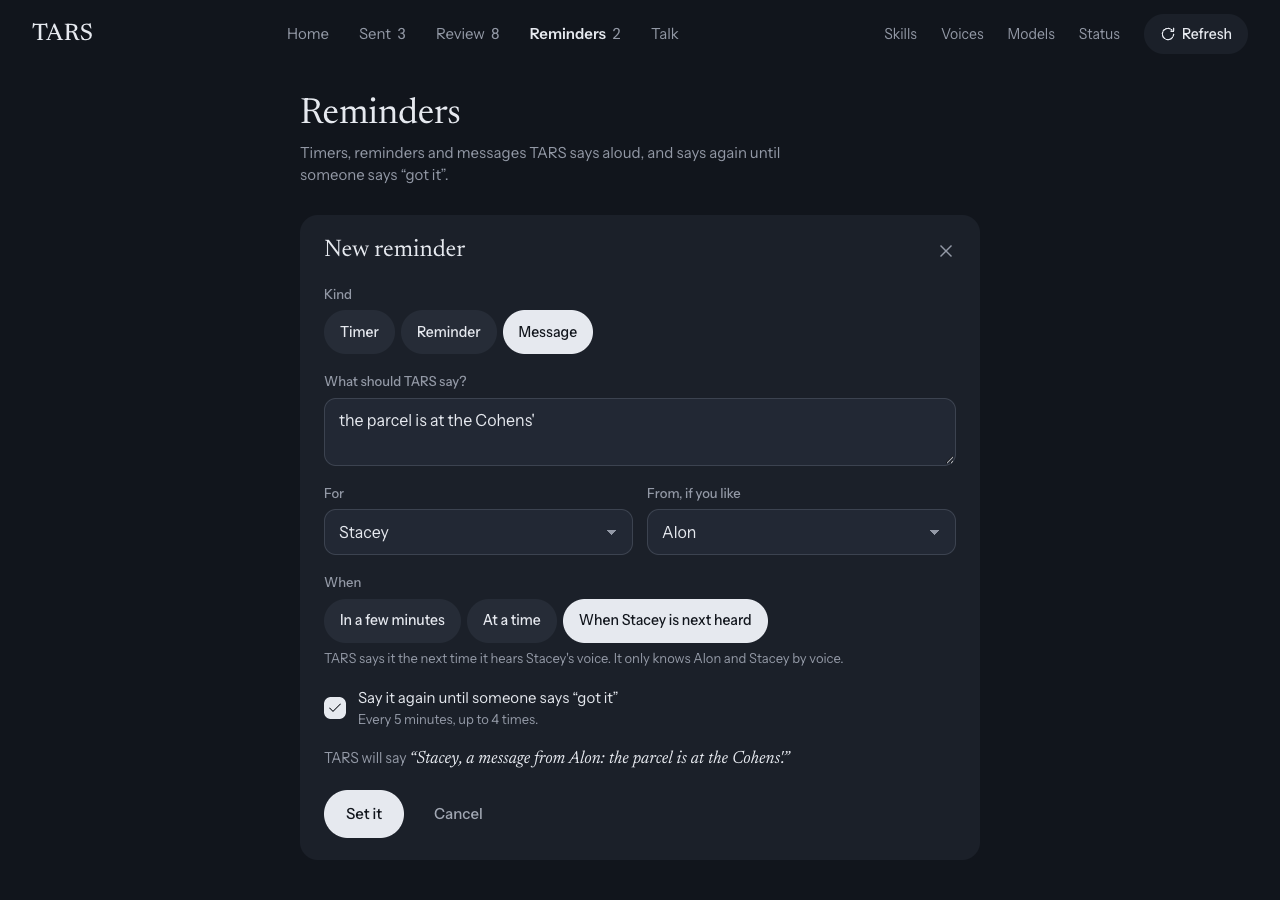 TARS
Home Sent 3 Review 8 Reminders 2 Talk Skills Voices Models Status Refresh
Reminders
Timers, reminders and messages TARS says aloud, and says again until
someone says “got it”.
New reminder
Kind
Timer Reminder Message
What should TARS say?
the parcel is at the Cohens'
For From, if you like
Stacey Alon
When
In a few minutes At a time When Stacey is next heard
TARS says it the next time it hears Stacey's voice. It only knows Alon and Stacey by voice.
Say it again until someone says “got it”
Every 5 minutes, up to 4 times.
TARS will say “Stacey, a message from Alon: the parcel is at the Cohens'.”
Set it Cancel